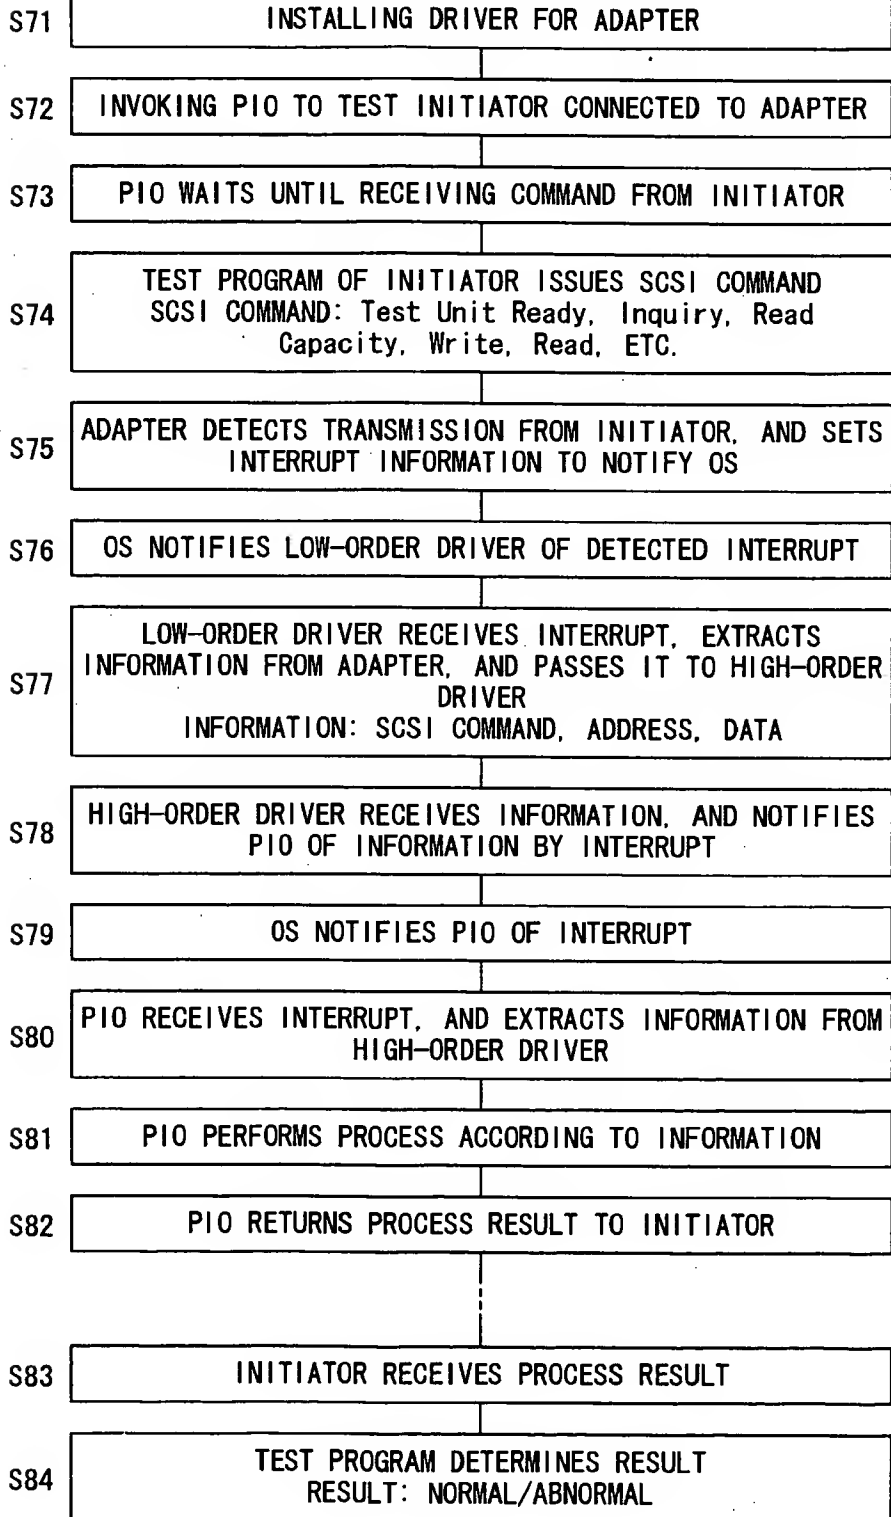 S71 INSTALLING DRIVER FOR ADAPTER
S72 INVOKING PIO TO TEST INITIATOR CONNECTED TO ADAPTER
S73 PIO WAITS UNTIL RECEIVING COMMAND FROM INITIATOR
TEST PROGRAM OF INITIATOR ISSUES SCSI COMMAND
S74 SCSI COMMAND: Test Unit Ready, Inquiry, Read
Capacity, Write, Read, ETC.
S75 ADAPTER DETECTS TRANSMISSION FROM INITIATOR, AND SETS
INTERRUPT INFORMATION TO NOTIFY OS
S76 OS NOTIFIES LOW-ORDER DRIVER OF DETECTED INTERRUPT
LOW-ORDER DRIVER RECEIVES INTERRUPT, EXTRACTS
S77 INFORMATION FROM ADAPTER, AND PASSES IT TO HIGH-ORDER
DRIVER
INFORMATION: SCSI COMMAND, ADDRESS, DATA
S78 HIGH-ORDER DRIVER RECEIVES INFORMATION, AND NOTIFIES
PIO OF INFORMATION BY INTERRUPT
S79 OS NOTIFIES PIO OF INTERRUPT
S80 PIO RECEIVES INTERRUPT, AND EXTRACTS INFORMATION FROM
HIGH-ORDER DRIVER
S81 PIO PERFORMS PROCESS ACCORDING TO INFORMATION
S82 PIO RETURNS PROCESS RESULT TO INITIATOR
S83 INITIATOR RECEIVES PROCESS RESULT
S84 TEST PROGRAM DETERMINES RESULT
RESULT: NORMAL/ABNORMAL